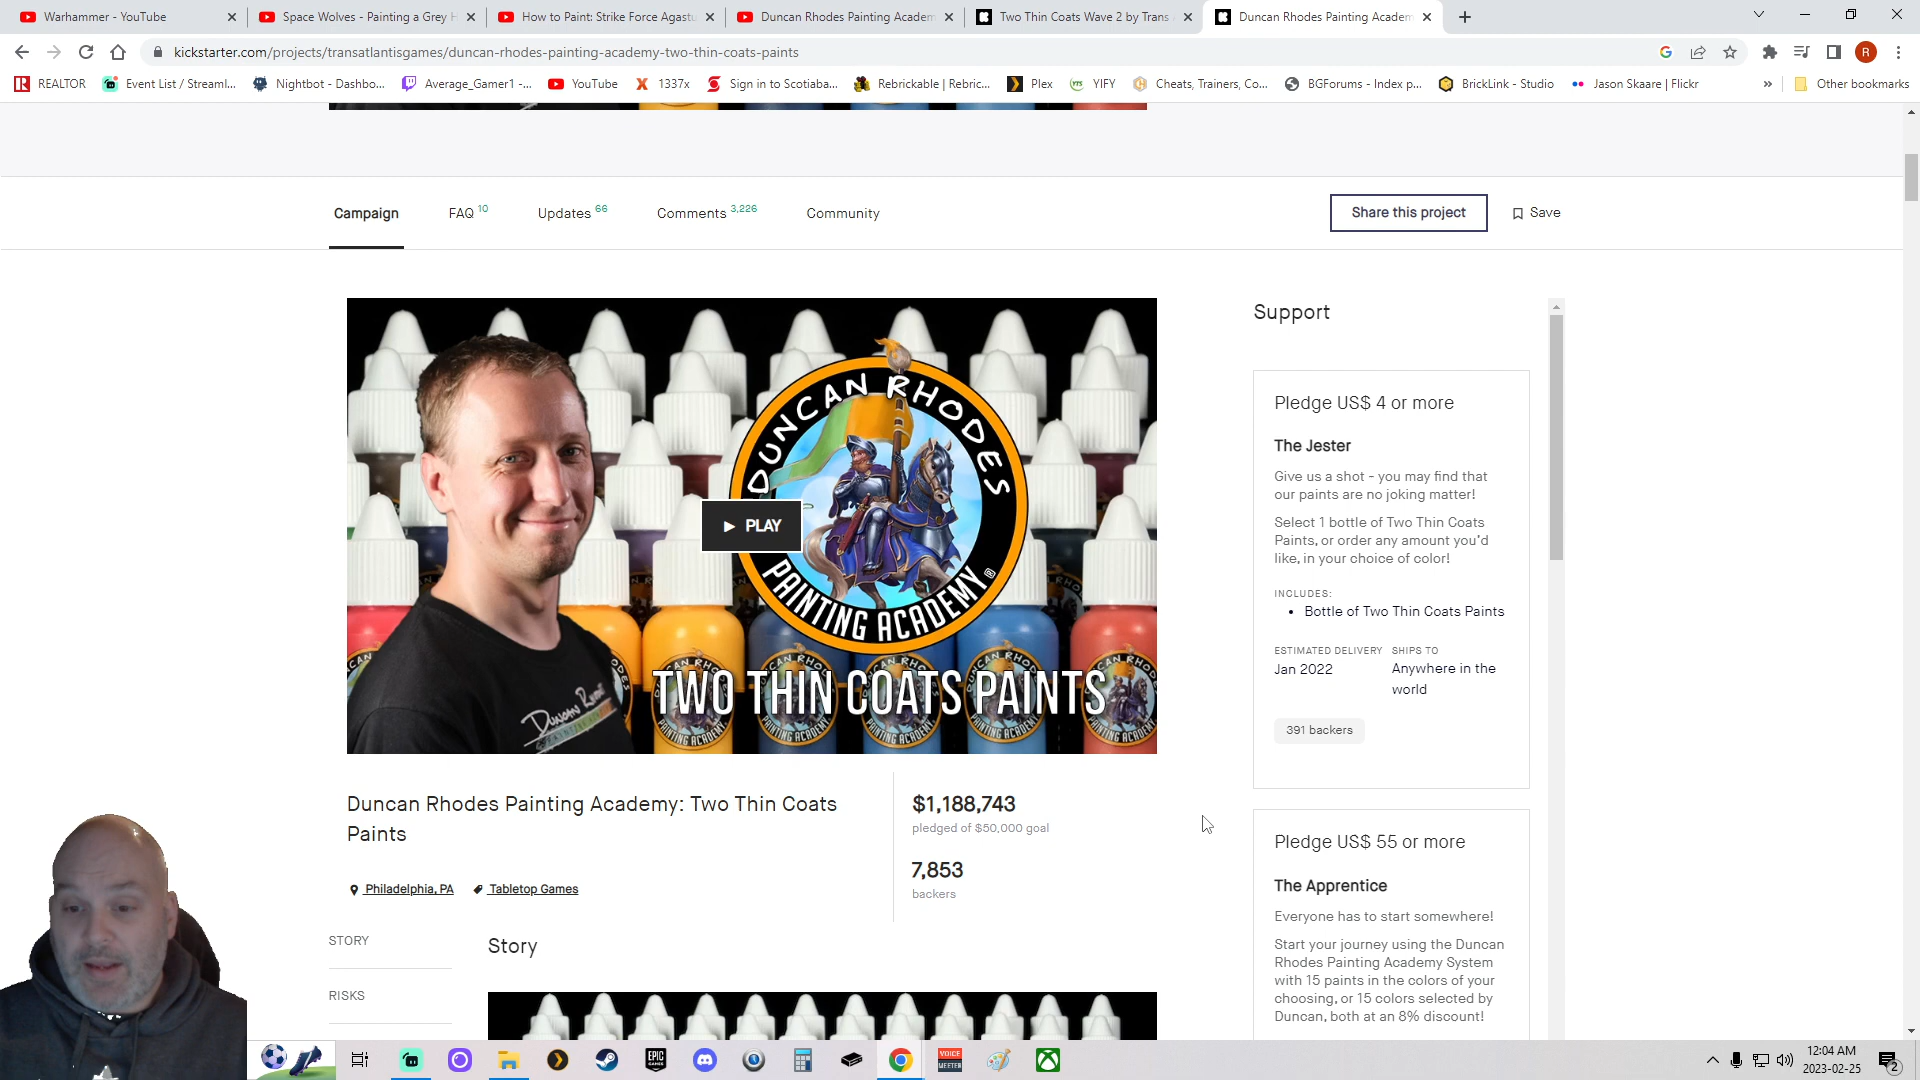 Warhammer - YouTube
Space Wolves - Painting a Grey H
How to Paint: Strike Force Agastu
Duncan Rhodes Painting Academ
Two Thin Coats Wave 2 by Trans
Duncan Rhodes Painting Academ
kickstarter.com/projects/transatlantisgames/duncan-rhodes-painting-academy-two-thin-coats-paints
R
REALTOR
Event List / Streaml...
Nightbot - Dashbo...
Average_Gamer1 -...
YouTube
1337x
Sign in to Scotiaba...
Rebrickable | Rebric...
Plex
YIFY
Cheats, Trainers, Co...
BGForums - Index p...
BrickLink - Studio
Jason Skaare | Flickr
»
Other bookmarks
Campaign
FAQ 10
Updates 66
Comments 3,226
Community
Share this project
Save
DUNCAN RHODES
PAINTING ACADEMY ®
PLAY
TWO THIN COATS PAINTS
Duncan Rhodes Painting Academy: Two Thin Coats
Paints
$1,188,743
pledged of $50,000 goal
7,853
backers
Philadelphia, PA
Tabletop Games
STORY
RISKS
Story
Support
Pledge US$ 4 or more
The Jester
Give us a shot - you may find that
our paints are no joking matter!
Select 1 bottle of Two Thin Coats
Paints, or order any amount you'd
like, in your choice of color!
INCLUDES:
• Bottle of Two Thin Coats Paints
ESTIMATED DELIVERY
Jan 2022
SHIPS TO
Anywhere in the
world
391 backers
Pledge US$ 55 or more
The Apprentice
Everyone has to start somewhere!
Start your journey using the Duncan
Rhodes Painting Academy System
with 15 paints in the colors of your
choosing, or 15 colors selected by
Duncan, both at an 8% discount!
EPIC GAMES
VOICE MEETER
12:04 AM
2023-02-25
2